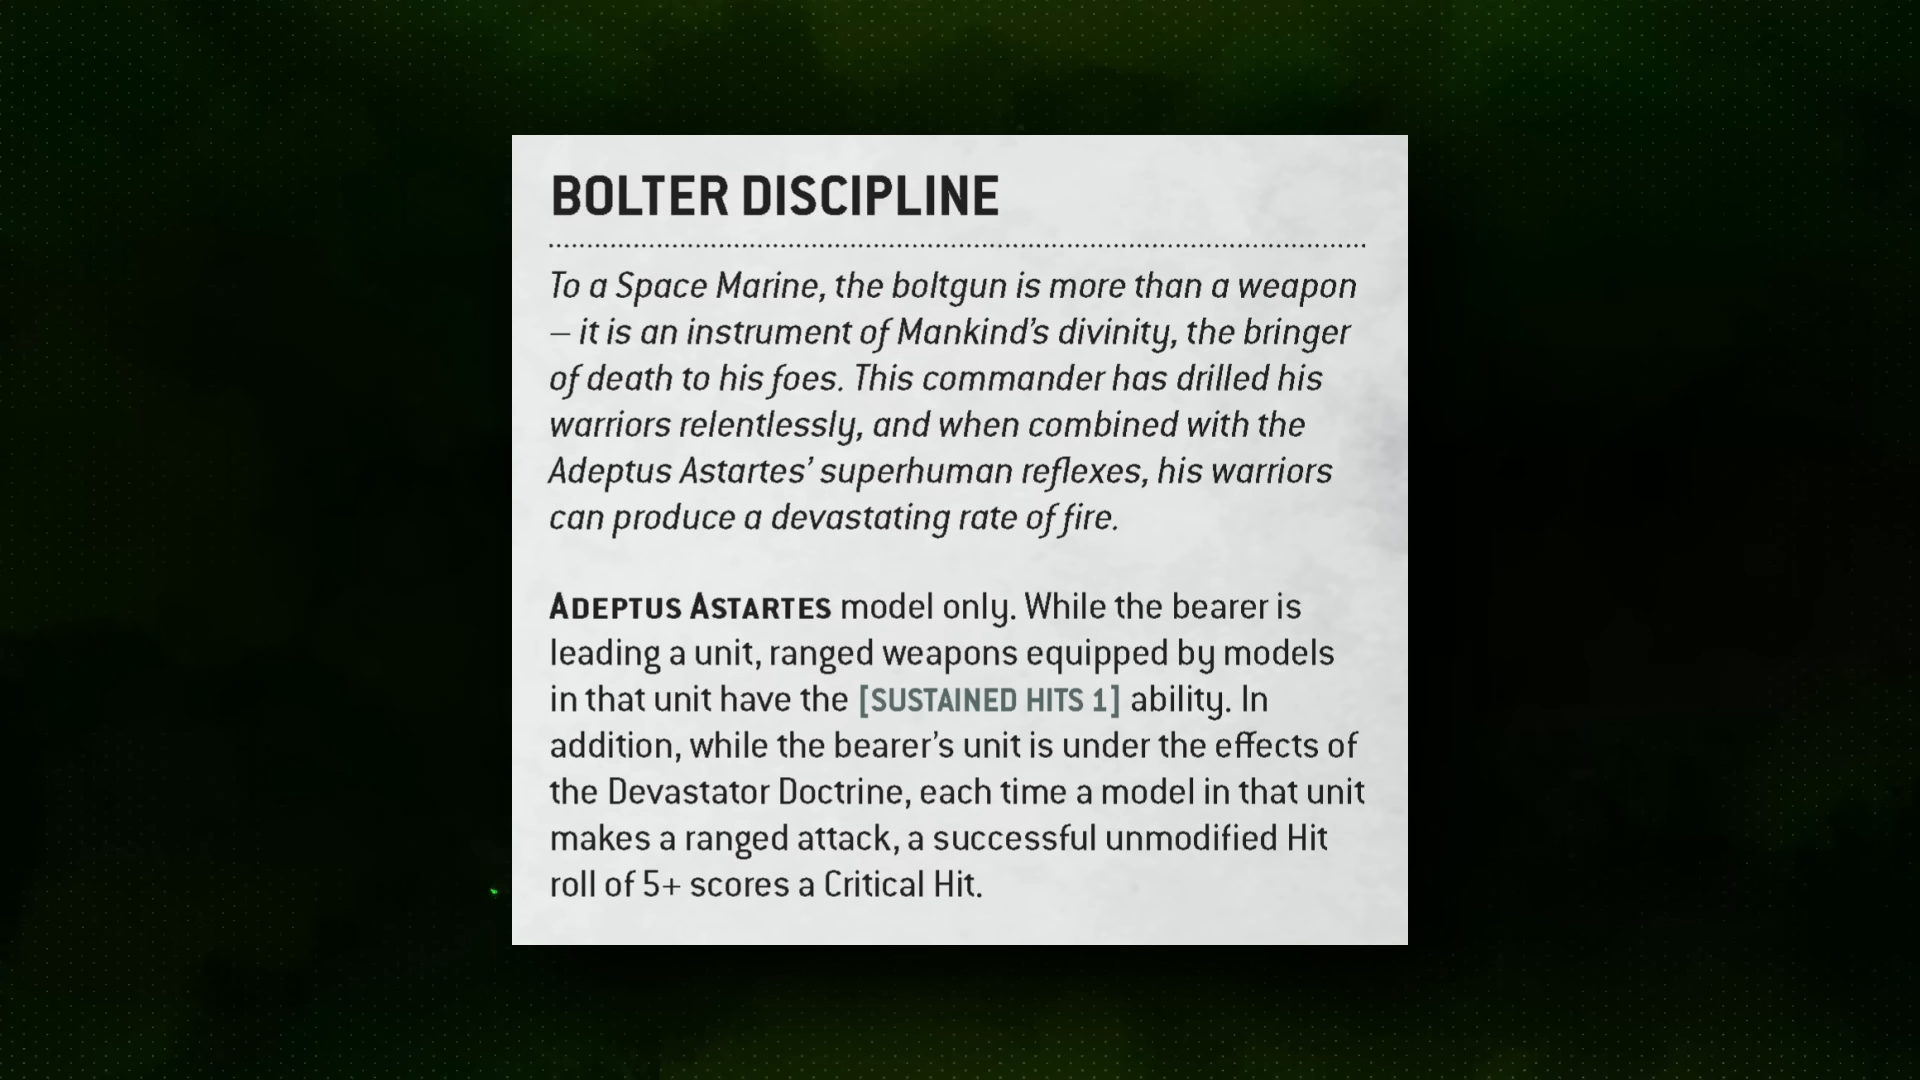 BOLTER DISCIPLINE
To a Space Marine, the boltgun is more than a weapon
– it is an instrument of Mankind’s divinity, the bringer
of death to his foes. This commander has drilled his
warriors relentlessly, and when combined with the
Adeptus Astartes’ superhuman reflexes, his warriors
can produce a devastating rate of fire.
ADEPTUS ASTARTES model only. While the bearer is
leading a unit, ranged weapons equipped by models
in that unit have the [SUSTAINED HITS 1] ability. In
addition, while the bearer’s unit is under the effects of
the Devastator Doctrine, each time a model in that unit
makes a ranged attack, a successful unmodified Hit
roll of 5+ scores a Critical Hit.